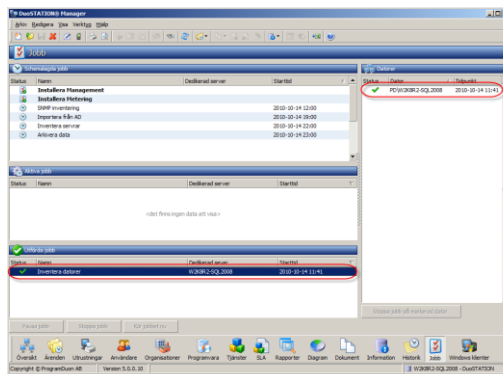 DuoSTATION® Manager
Arkiv Redigera Visa Verktyg Hjälp
Jobb
Schemalagda jobb
Status Namn Dedikerad server Starttid
Installera Management
Installera Metering
SNMP inventering 2010-10-14 12:00
Importera från AD 2010-10-14 19:00
Inventera servrar 2010-10-14 22:00
Arkivera data 2010-10-14 23:00
Aktiva jobb
Status Namn Dedikerad server Starttid
<det finns ingen data att visa>
Utförda jobb
Status Namn Dedikerad server Starttid
Inventera datorer W2K8R2-SQL2008 2010-10-14 11:41
Datorer
Status Dator Tidpunkt
PD\W2K8R2-SQL2008 2010-10-14 11:41
Stoppa jobb på markerad dator
Pausa jobb Stoppa jobb Kör jobbet nu
Översikt Ärenden Utrustningar Användare Organisationer Programvara Tjänster SLA Rapporter Diagram Dokument Information Historik Jobb Windows klienter
Copyright © ProgramDuon AB Version 5.0.0.10 W2K8R2-SQL2008 - DuoSTATION